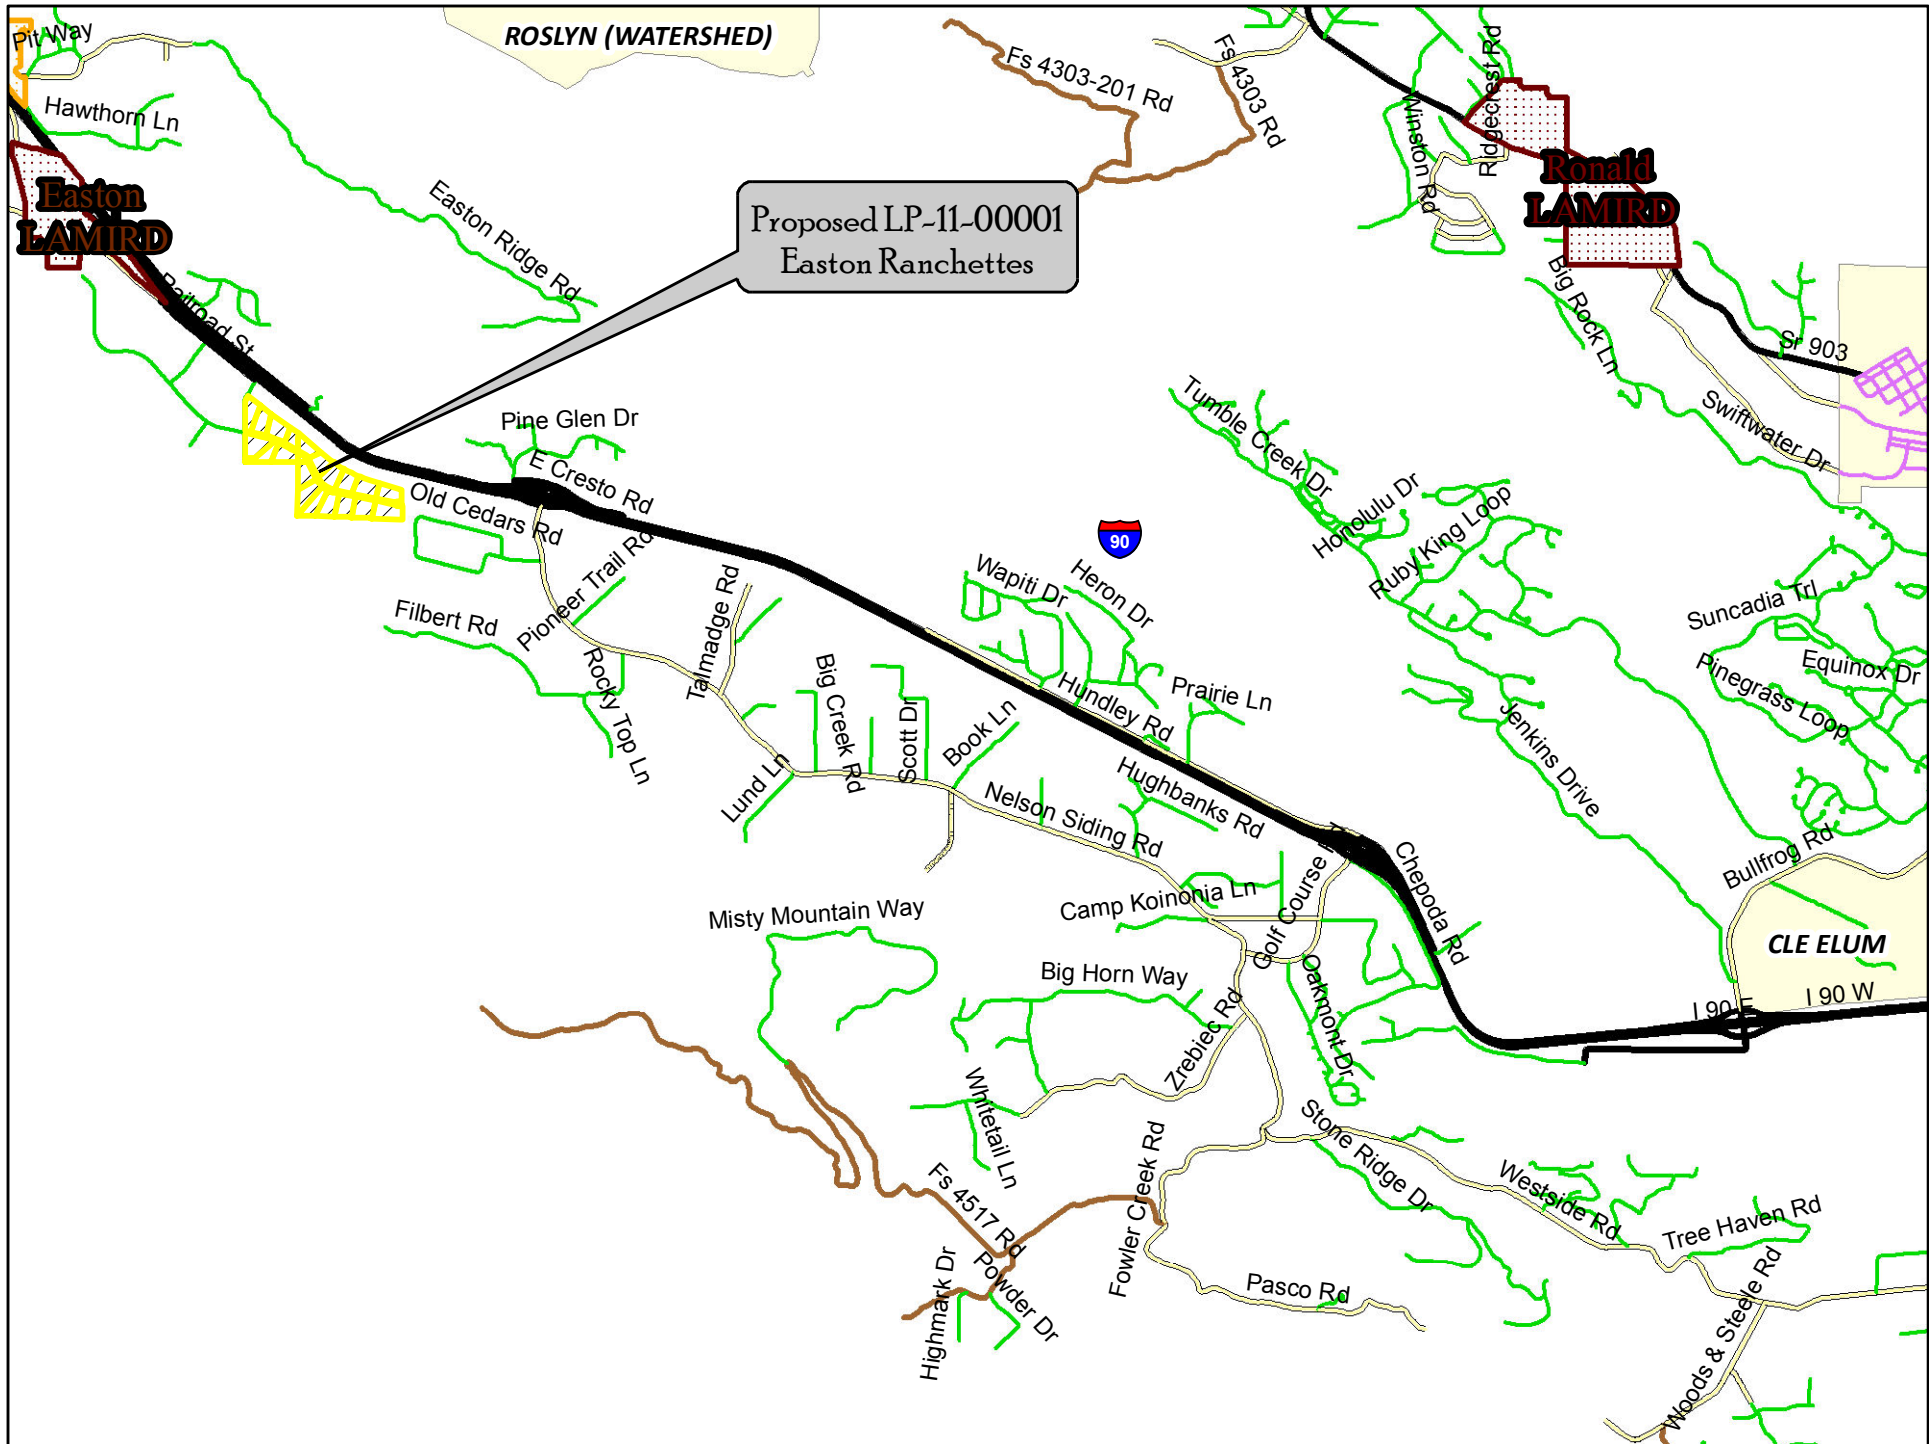 Pit Way
ROSLYN (WATERSHED)
Fs 4303-201 Rd
Fs 4303 Rd
Ridgecrest Rd
Winston Rd
Hawthorn Ln
Easton
LAMIRD
Ronald
LAMIRD
Easton Ridge Rd
Proposed LP-11-00001
Easton Ranchettes
Railroad St
Big Rock Ln
Sr 903
Swiftwater Dr
Pine Glen Dr
E Cresto Rd
Old Cedars Rd
Tumble Creek Dr
Honolulu Dr
Ruby King Loop
90
Wapiti Dr
Heron Dr
Pioneer Trail Rd
Filbert Rd
Talmadge Rd
Rocky Top Ln
Suncadia Trl
Equinox Dr
Pinegrass Loop
Big Creek Rd
Scott Dr
Book Ln
Hundley Rd
Prairie Ln
Jenkins Drive
Lund Ln
Nelson Siding Rd
Hughbanks Rd
Bullfrog Rd
Golf Course
Chepoda Rd
Camp Koinonia Ln
Misty Mountain Way
CLE ELUM
Big Horn Way
Oakmont Dr
I 90 E
I 90 W
Zrebiec Rd
Whitetail Ln
Stone Ridge Dr
Fowler Creek Rd
Westside Rd
Fs 4517 Rd
Tree Haven Rd
Powder Dr
Highmark Dr
Pasco Rd
Woods & Steele Rd